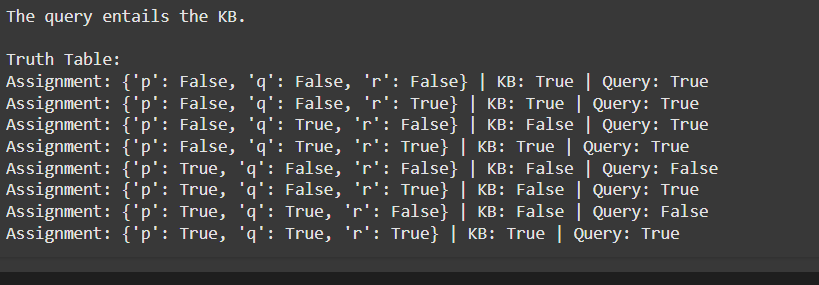 The query entails the KB.
Truth Table:
Assignment: {'p': False, 'q': False, 'r': False} | KB: True | Query: True
Assignment: {'p': False, 'q': False, 'r': True} | KB: True | Query: True
Assignment: {'p': False, 'q': True, 'r': False} | KB: False | Query: True
Assignment: {'p': False, 'q': True, 'r': True} | KB: True | Query: True
Assignment: {'p': True, 'q': False, 'r': False} | KB: False | Query: False
Assignment: {'p': True, 'q': False, 'r': True} | KB: False | Query: True
Assignment: {'p': True, 'q': True, 'r': False} | KB: False | Query: False
Assignment: {'p': True, 'q': True, 'r': True} | KB: True | Query: True